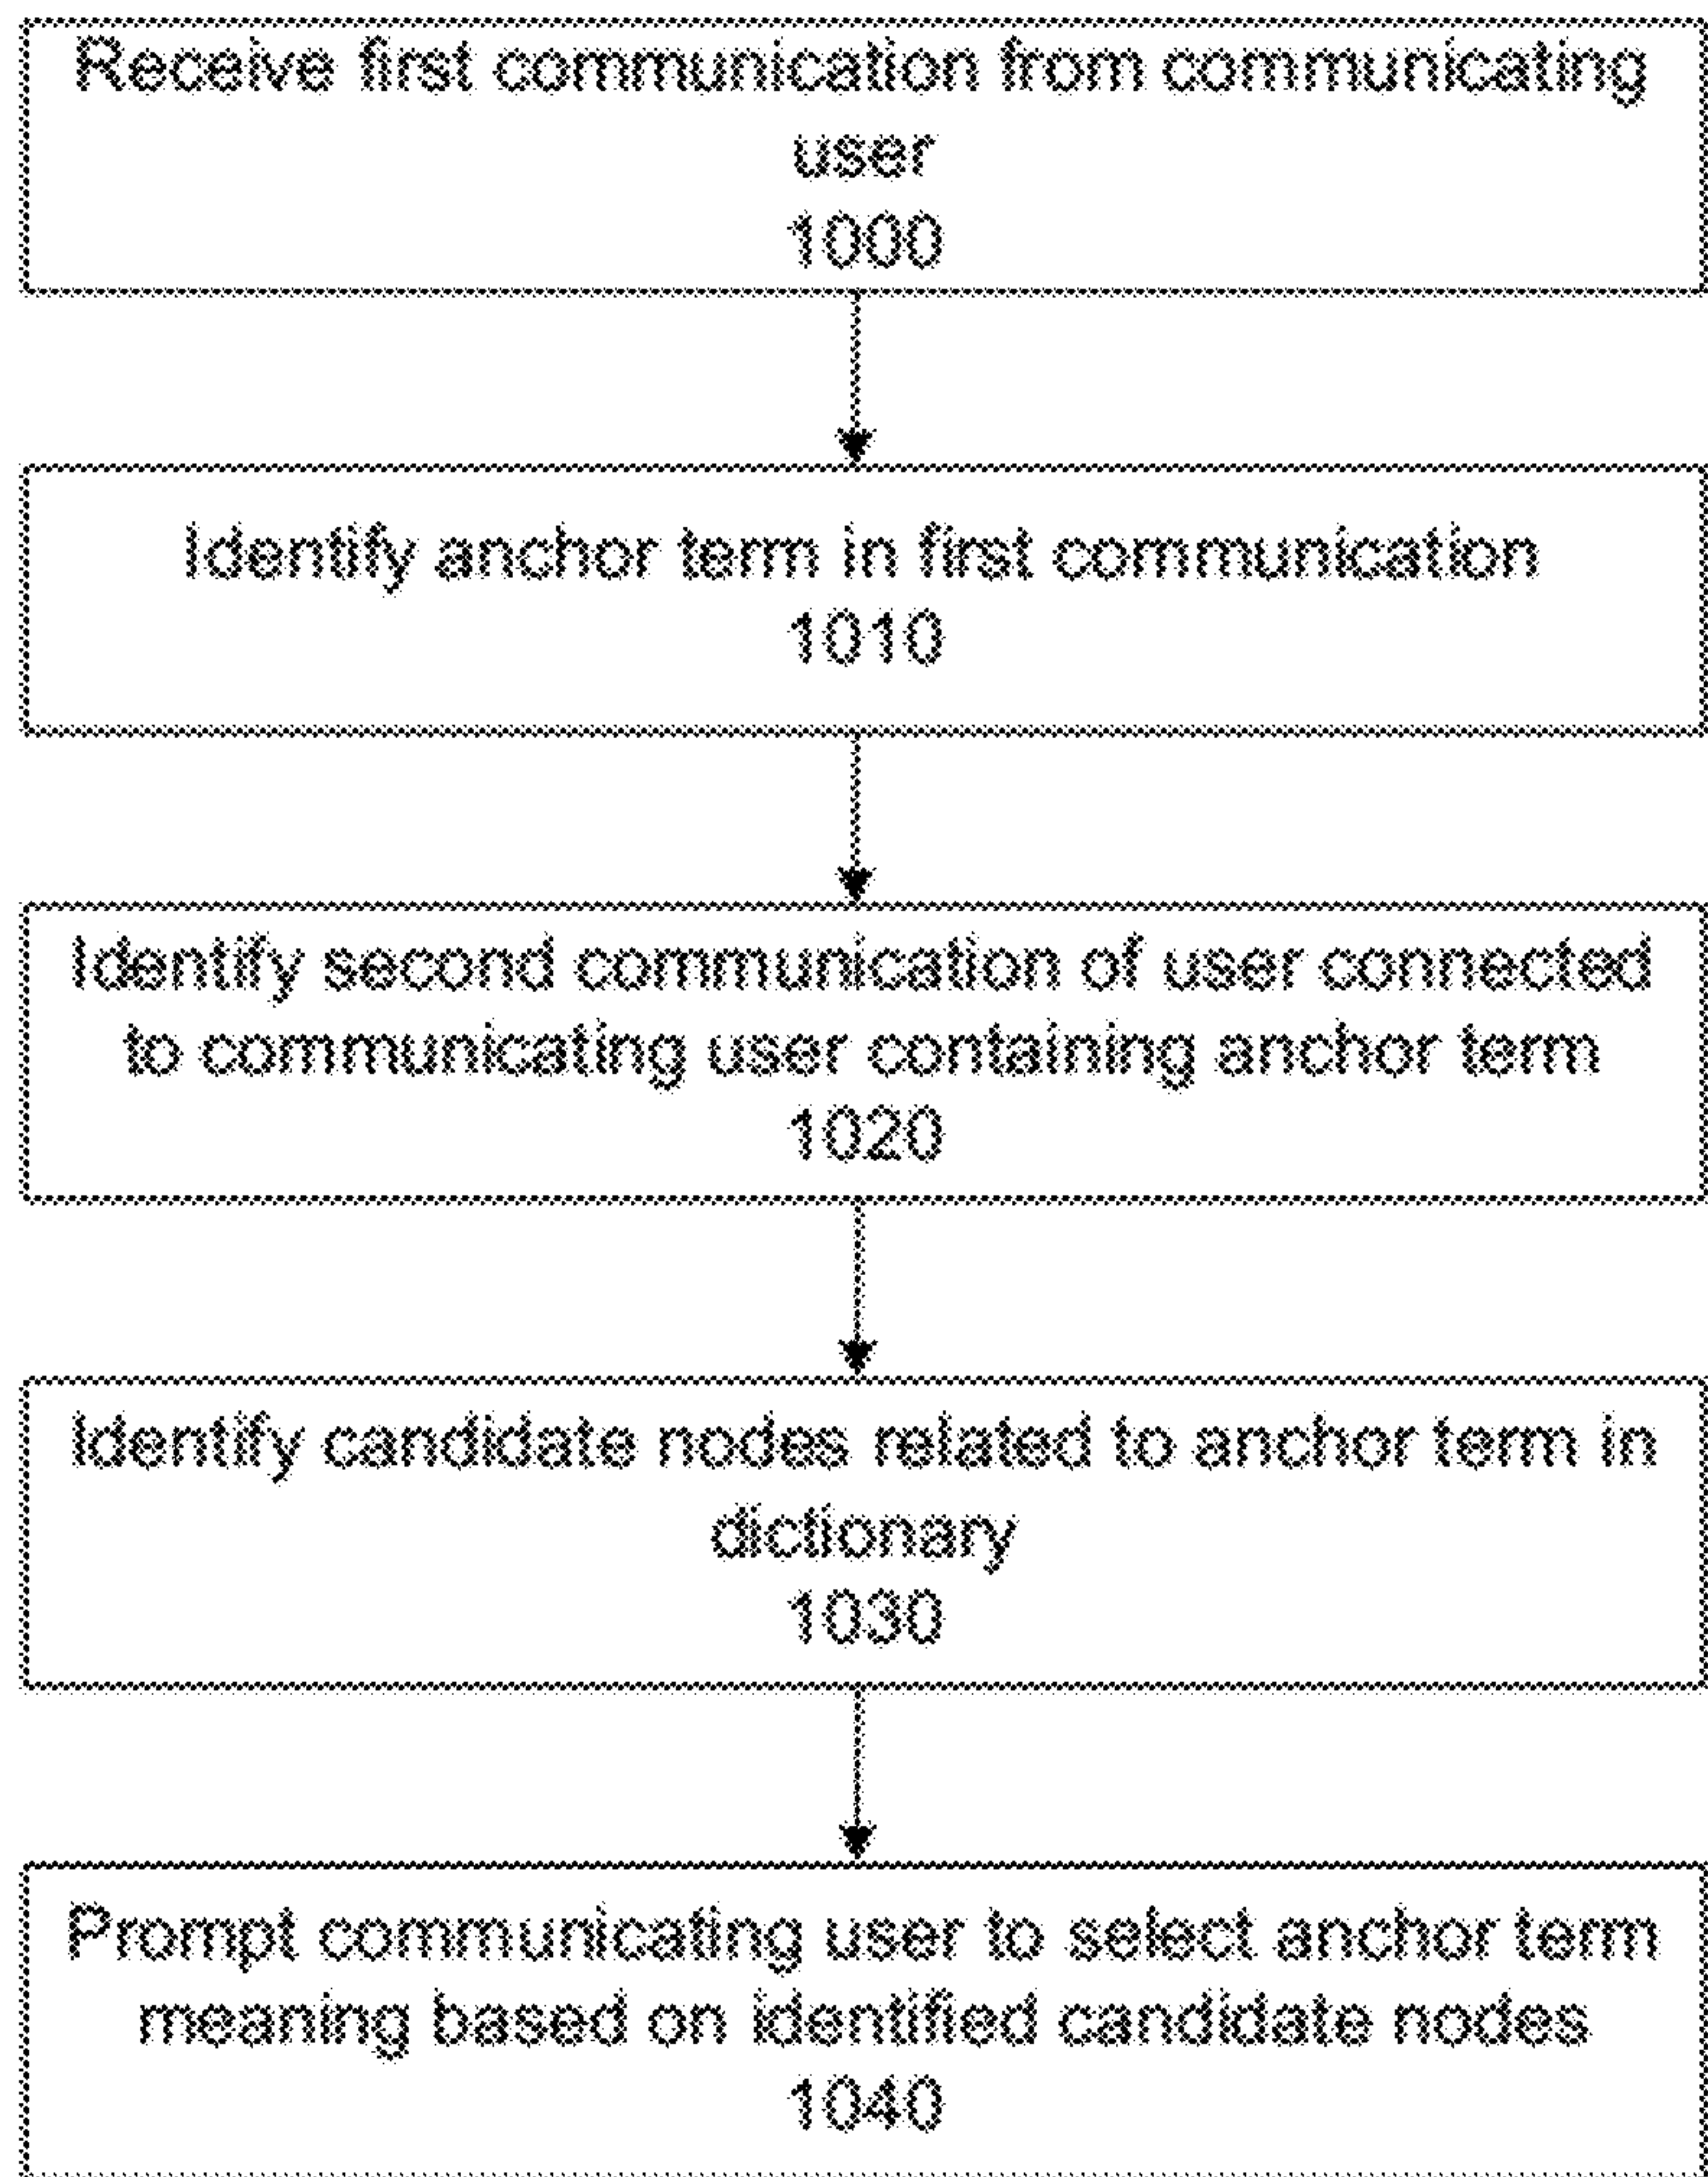 Receive first communication from communicating
user
1000
Identify anchor term in first communication
1010
Identify second communication of user connected
to communicating user containing anchor term
1020
Identify candidate nodes related to anchor term in
dictionary
1030
Prompt communicating user to select anchor term
meaning based on identified candidate nodes
1040